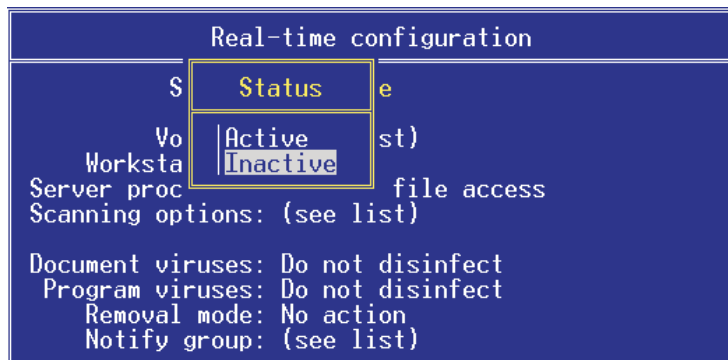 Real-time configuration
S Status e
Vo Active st)
Worksta Inactive
Server proc file access
Scanning options: (see list)
Document viruses: Do not disinfect
Program viruses: Do not disinfect
Removal mode: No action
Notify group: (see list)